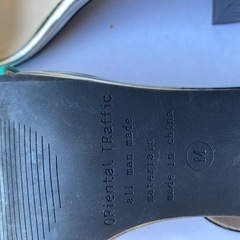 ORiental TRaffic
all man made
materials
made in china
M